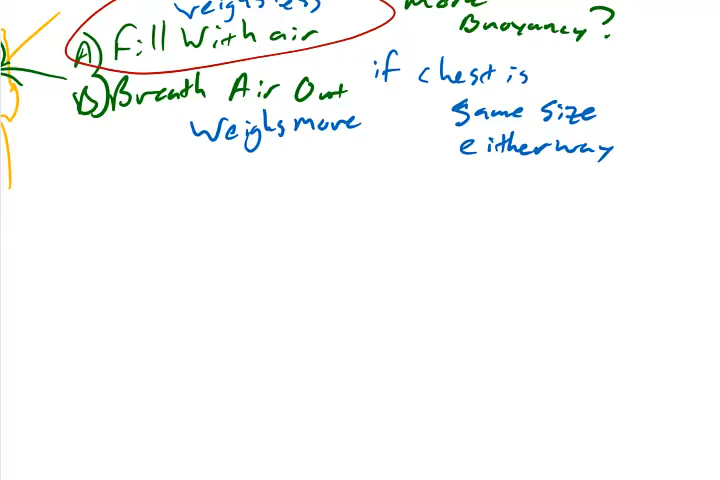 weighs less
More
Buoyancy?
A) Fill With air
B) Breath Air Out
Weighs more
if chest is
same size
either way